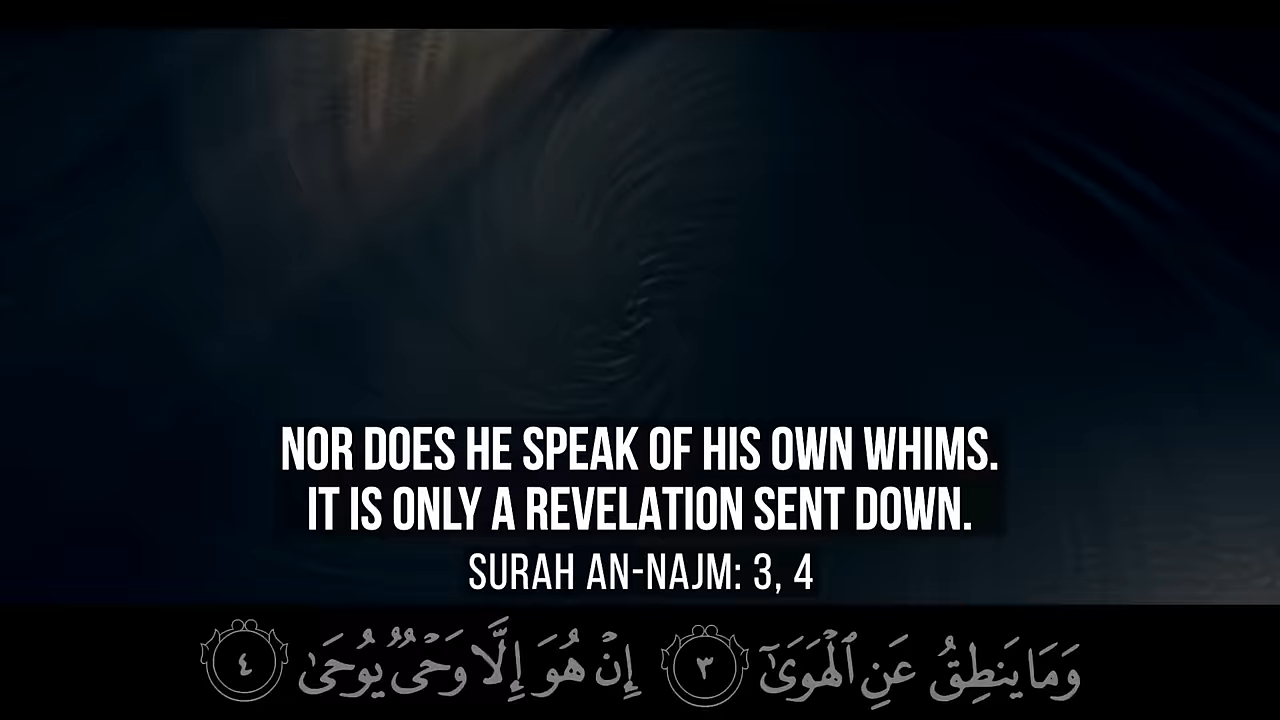 NOR DOES HE SPEAK OF HIS OWN WHIMS.
IT IS ONLY A REVELATION SENT DOWN.
SURAH AN-NAJM: 3, 4
وَمَا يَنطِقُ عَنِ ٱلْهَوَىٰٓ ٣ إِنْ هُوَ إِلَّا وَحْىٌ يُوحَىٰ ٤